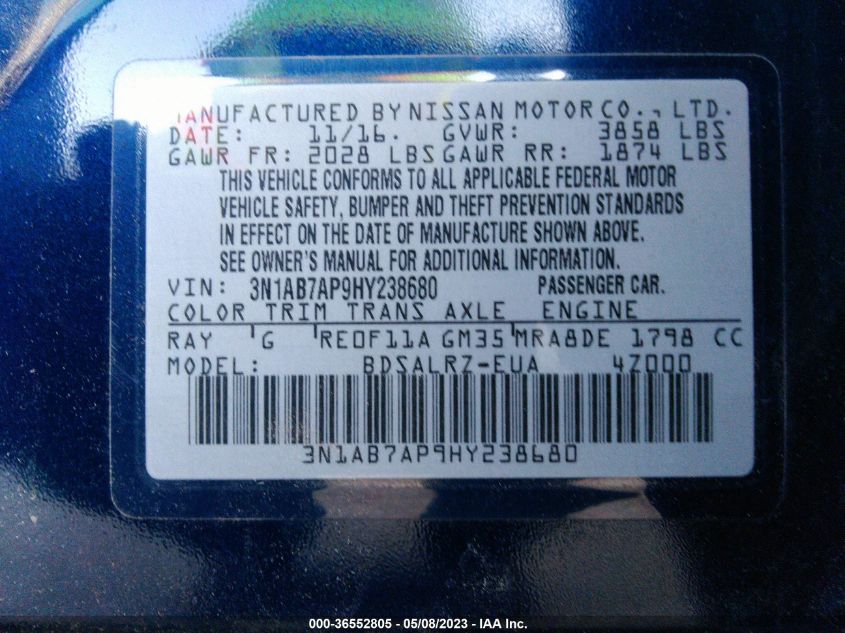 MANUFACTURED BY NISSAN MOTOR CO., LTD.
DATE: 11/16. GVWR: 3858 LBS
GAWR FR: 2028 LBS GAWR RR: 1874 LBS
THIS VEHICLE CONFORMS TO ALL APPLICABLE FEDERAL MOTOR
VEHICLE SAFETY, BUMPER AND THEFT PREVENTION STANDARDS
IN EFFECT ON THE DATE OF MANUFACTURE SHOWN ABOVE.
SEE OWNER'S MANUAL FOR ADDITIONAL INFORMATION.
VIN: 3N1AB7AP9HY238680 PASSENGER CAR.
COLOR TRIM TRANS AXLE ENGINE
RAY G RE0F11A GM35 MRA8DE 1798 CC
MODEL: BDSALRZ-EUA 4Z000
3N1AB7AP9HY238680
000-36552805 - 05/08/2023 - IAA Inc.